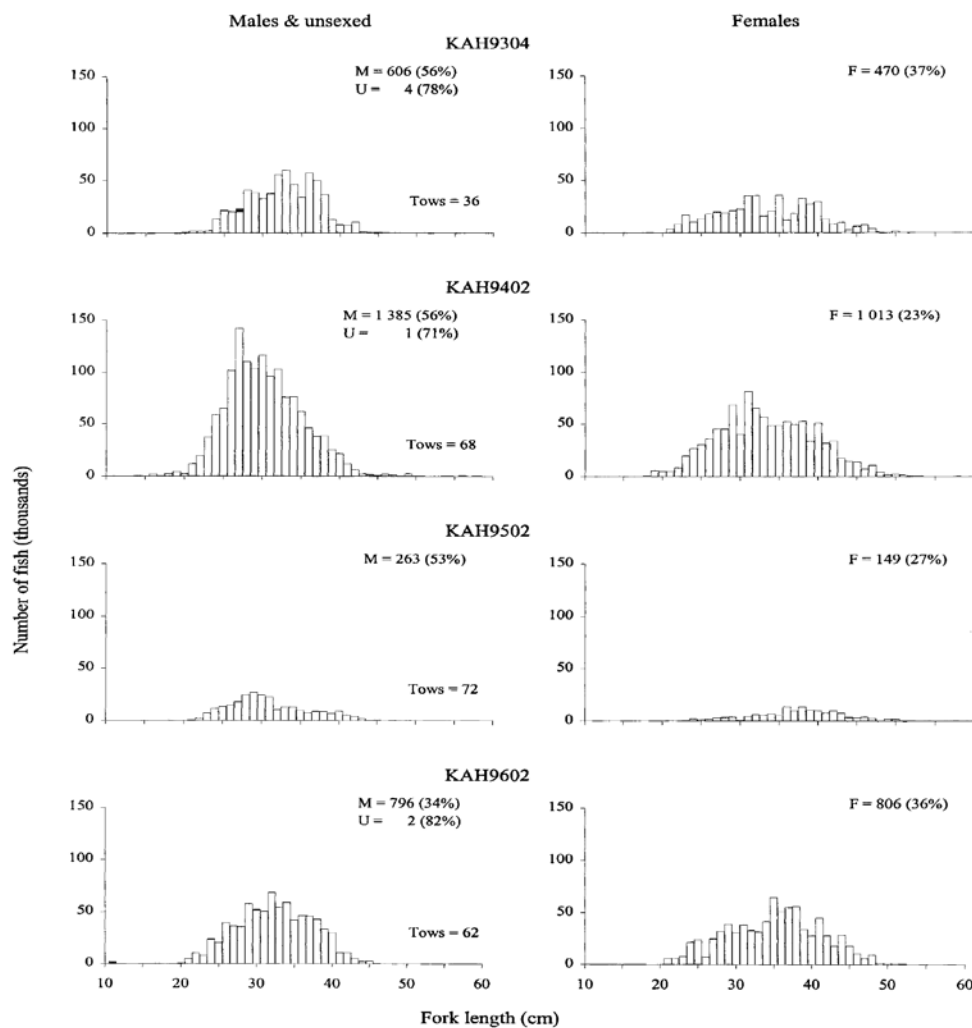 Males & unsexed Females
KAH9304
150
100
50
0
M = 606 (56%)
U = 4 (78%)
Tows = 36
150
100
50
0
F = 470 (37%)
KAH9402
150
100
50
0
M = 1 385 (56%)
U = 1 (71%)
Tows = 68
150
100
50
0
F = 1 013 (23%)
KAH9502
150
100
50
0
M = 263 (53%)
Tows = 72
150
100
50
0
F = 149 (27%)
KAH9602
150
100
50
0
M = 796 (34%)
U = 2 (82%)
Tows = 62
150
100
50
0
F = 806 (36%)
10 20 30 40 50 60
10 20 30 40 50 60
Number of fish (thousands)
Fork length (cm)